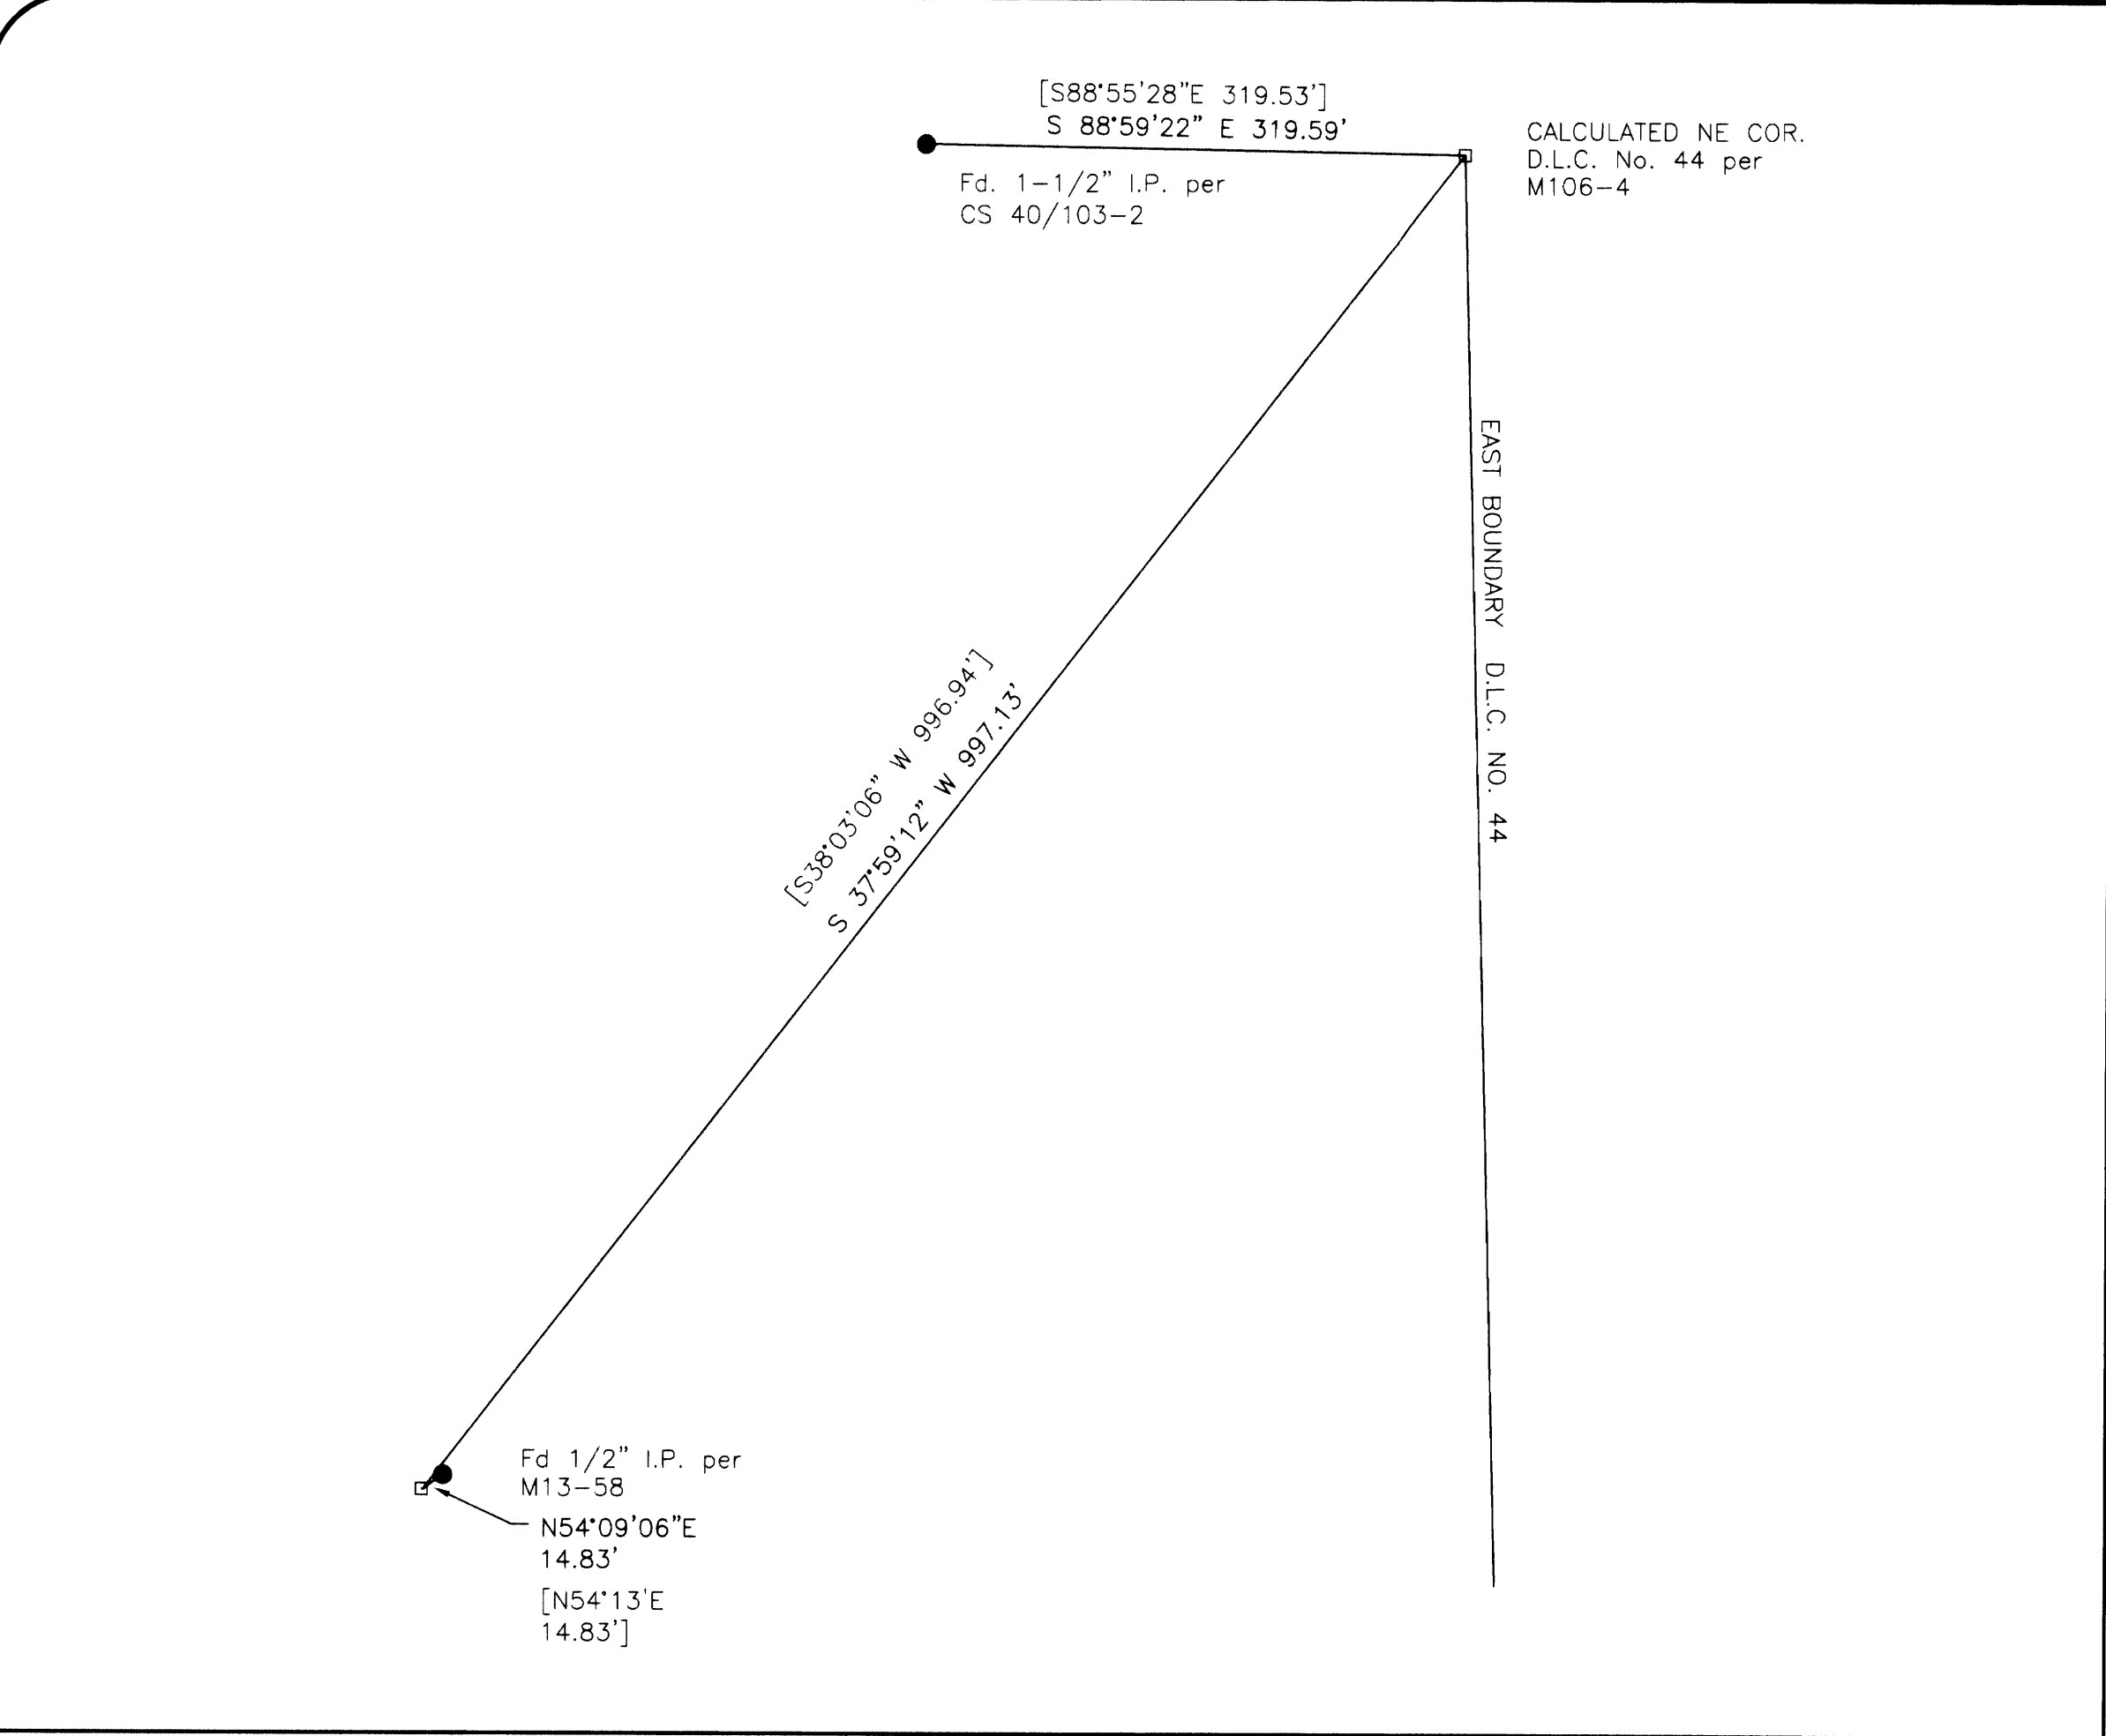 [S88°55'28"E 319.53']
S 88°59'22" E 319.59'
CALCULATED NE COR.
D.L.C. No. 44 per
M106-4
Fd. 1-1/2" I.P. per
CS 40/103-2
EAST BOUNDARY D.L.C. NO. 44
[S38°03'06" W 996.94']
S 37°59'12" W 997.13'
Fd 1/2" I.P. per
M13-58
N54°09'06"E
14.83'
[N54°13'E
14.83']